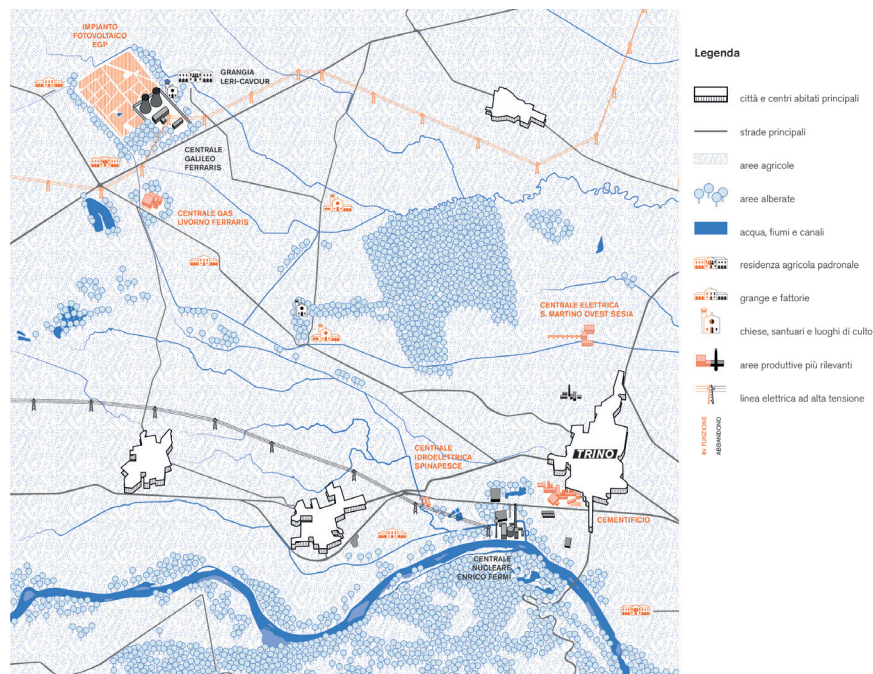 IMPIANTO
FOTOVOLTAICO
EGP
GRANGIA
LERI-CAVOUR
CENTRALE
GALILEO
FERRARIS
CENTRALE GAS
LIVORNO FERRARIS
CENTRALE ELETTRICA
S. MARTINO OVEST SESIA
CENTRALE
IDROELETTRICA
SPINAPESCE
TRINO
CEMENTIFICIO
CENTRALE
NUCLEARE
ENRICO FERMI
Legenda
città e centri abitati principali
strade principali
aree agricole
aree alberate
acqua, fiumi e canali
residenza agricola padronale
grange e fattorie
chiese, santuari e luoghi di culto
aree produttive più rilevanti
linea elettrica ad alta tensione
IN FUNZIONE
ABBANDONO